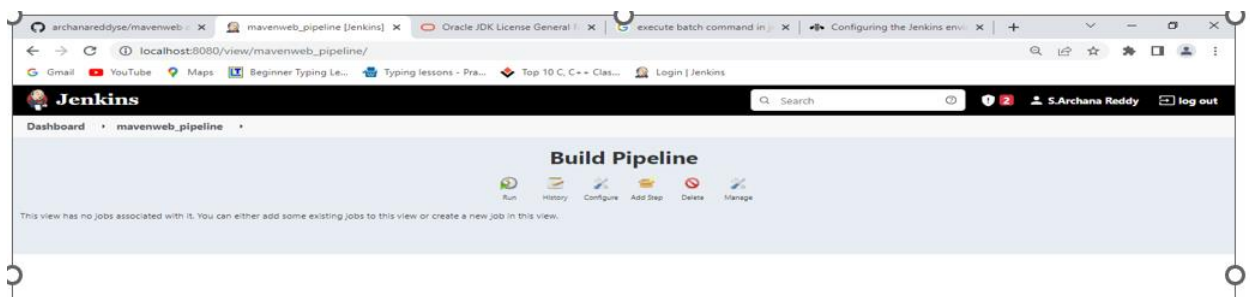 archanareddyse/mavenweb
mavenweb_pipeline [Jenkins]
Oracle JDK License General
execute batch command in j
Configuring the Jenkins envi
localhost:8080/view/mavenweb_pipeline/
Gmail
YouTube
Maps
Beginner Typing Le...
Typing lessons - Pra...
Top 10 C, C++ Clas...
Login | Jenkins
Jenkins
Search
2
S.Archana Reddy
log out
Dashboard
mavenweb_pipeline
Build Pipeline
Run
History
Configure
Add Step
Delete
Manage
This view has no jobs associated with it. You can either add some existing jobs to this view or create a new job in this view.